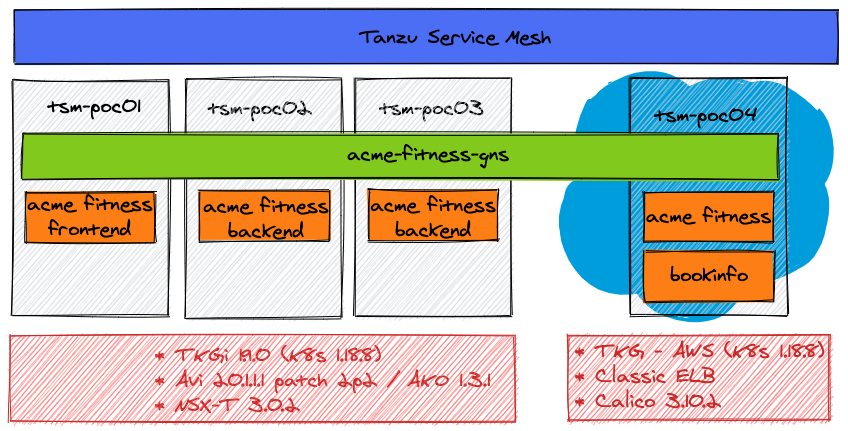 Tanzu Service Mesh
tsm-poc01
tsm-poc02
tsm-poc03
tsm-poc04
acme-fitness-gns
acme fitness
frontend
acme fitness
backend
acme fitness
backend
acme fitness
bookinfo
* TKGi 1.9.0 (K8s 1.18.8)
* Avi 20.1.1.1 patch 2p2 / AKO 1.3.1
* NSX-T 3.0.2
* TKG - AWS (K8s 1.18.8)
* Classic ELB
* Calico 3.10.2